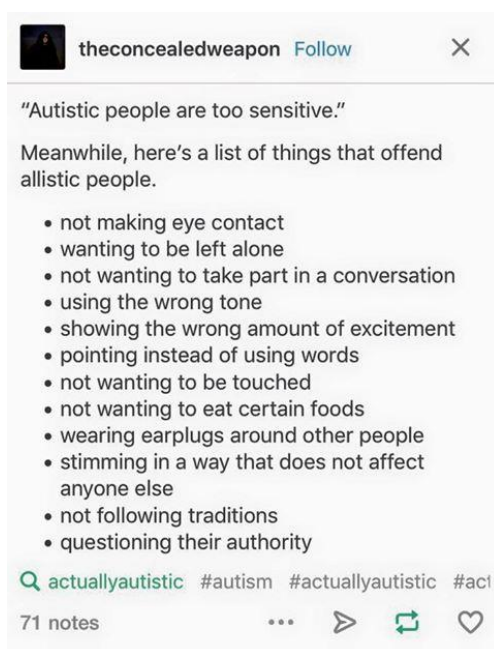 theconcealedweapon Follow
"Autistic people are too sensitive."
Meanwhile, here's a list of things that offend
allistic people.
• not making eye contact
• wanting to be left alone
• not wanting to take part in a conversation
• using the wrong tone
• showing the wrong amount of excitement
• pointing instead of using words
• not wanting to be touched
• not wanting to eat certain foods
• wearing earplugs around other people
• stimming in a way that does not affect
anyone else
• not following traditions
• questioning their authority
actuallyautistic #autism #actuallyautistic #act
71 notes